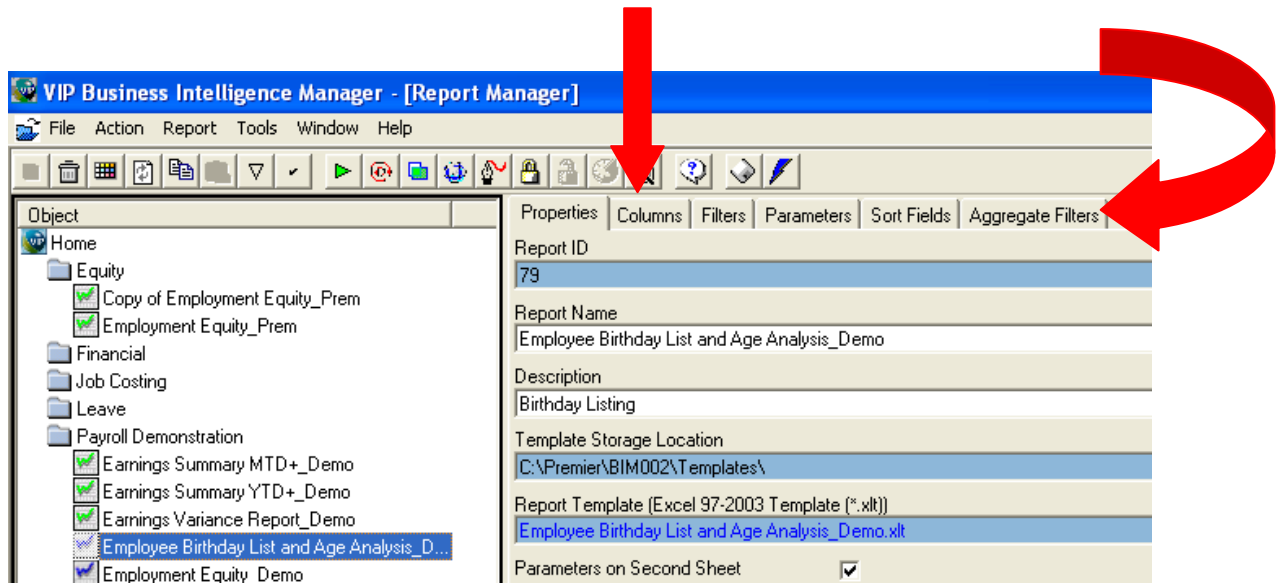 VIP Business Intelligence Manager - [Report Manager]
File Action Report Tools Window Help
Object
Home
Equity
Copy of Employment Equity_Prem
Employment Equity_Prem
Financial
Job Costing
Leave
Payroll Demonstration
Earnings Summary MTD+_Demo
Earnings Summary YTD+_Demo
Earnings Variance Report_Demo
Employee Birthday List and Age Analysis_D...
Employment Equity_Demo
Properties Columns Filters Parameters Sort Fields Aggregate Filters
Report ID
79
Report Name
Employee Birthday List and Age Analysis_Demo
Description
Birthday Listing
Template Storage Location
C:\Premier\BIM002\Templates\
Report Template (Excel 97-2003 Template (*.xlt))
Employee Birthday List and Age Analysis_Demo.xlt
Parameters on Second Sheet